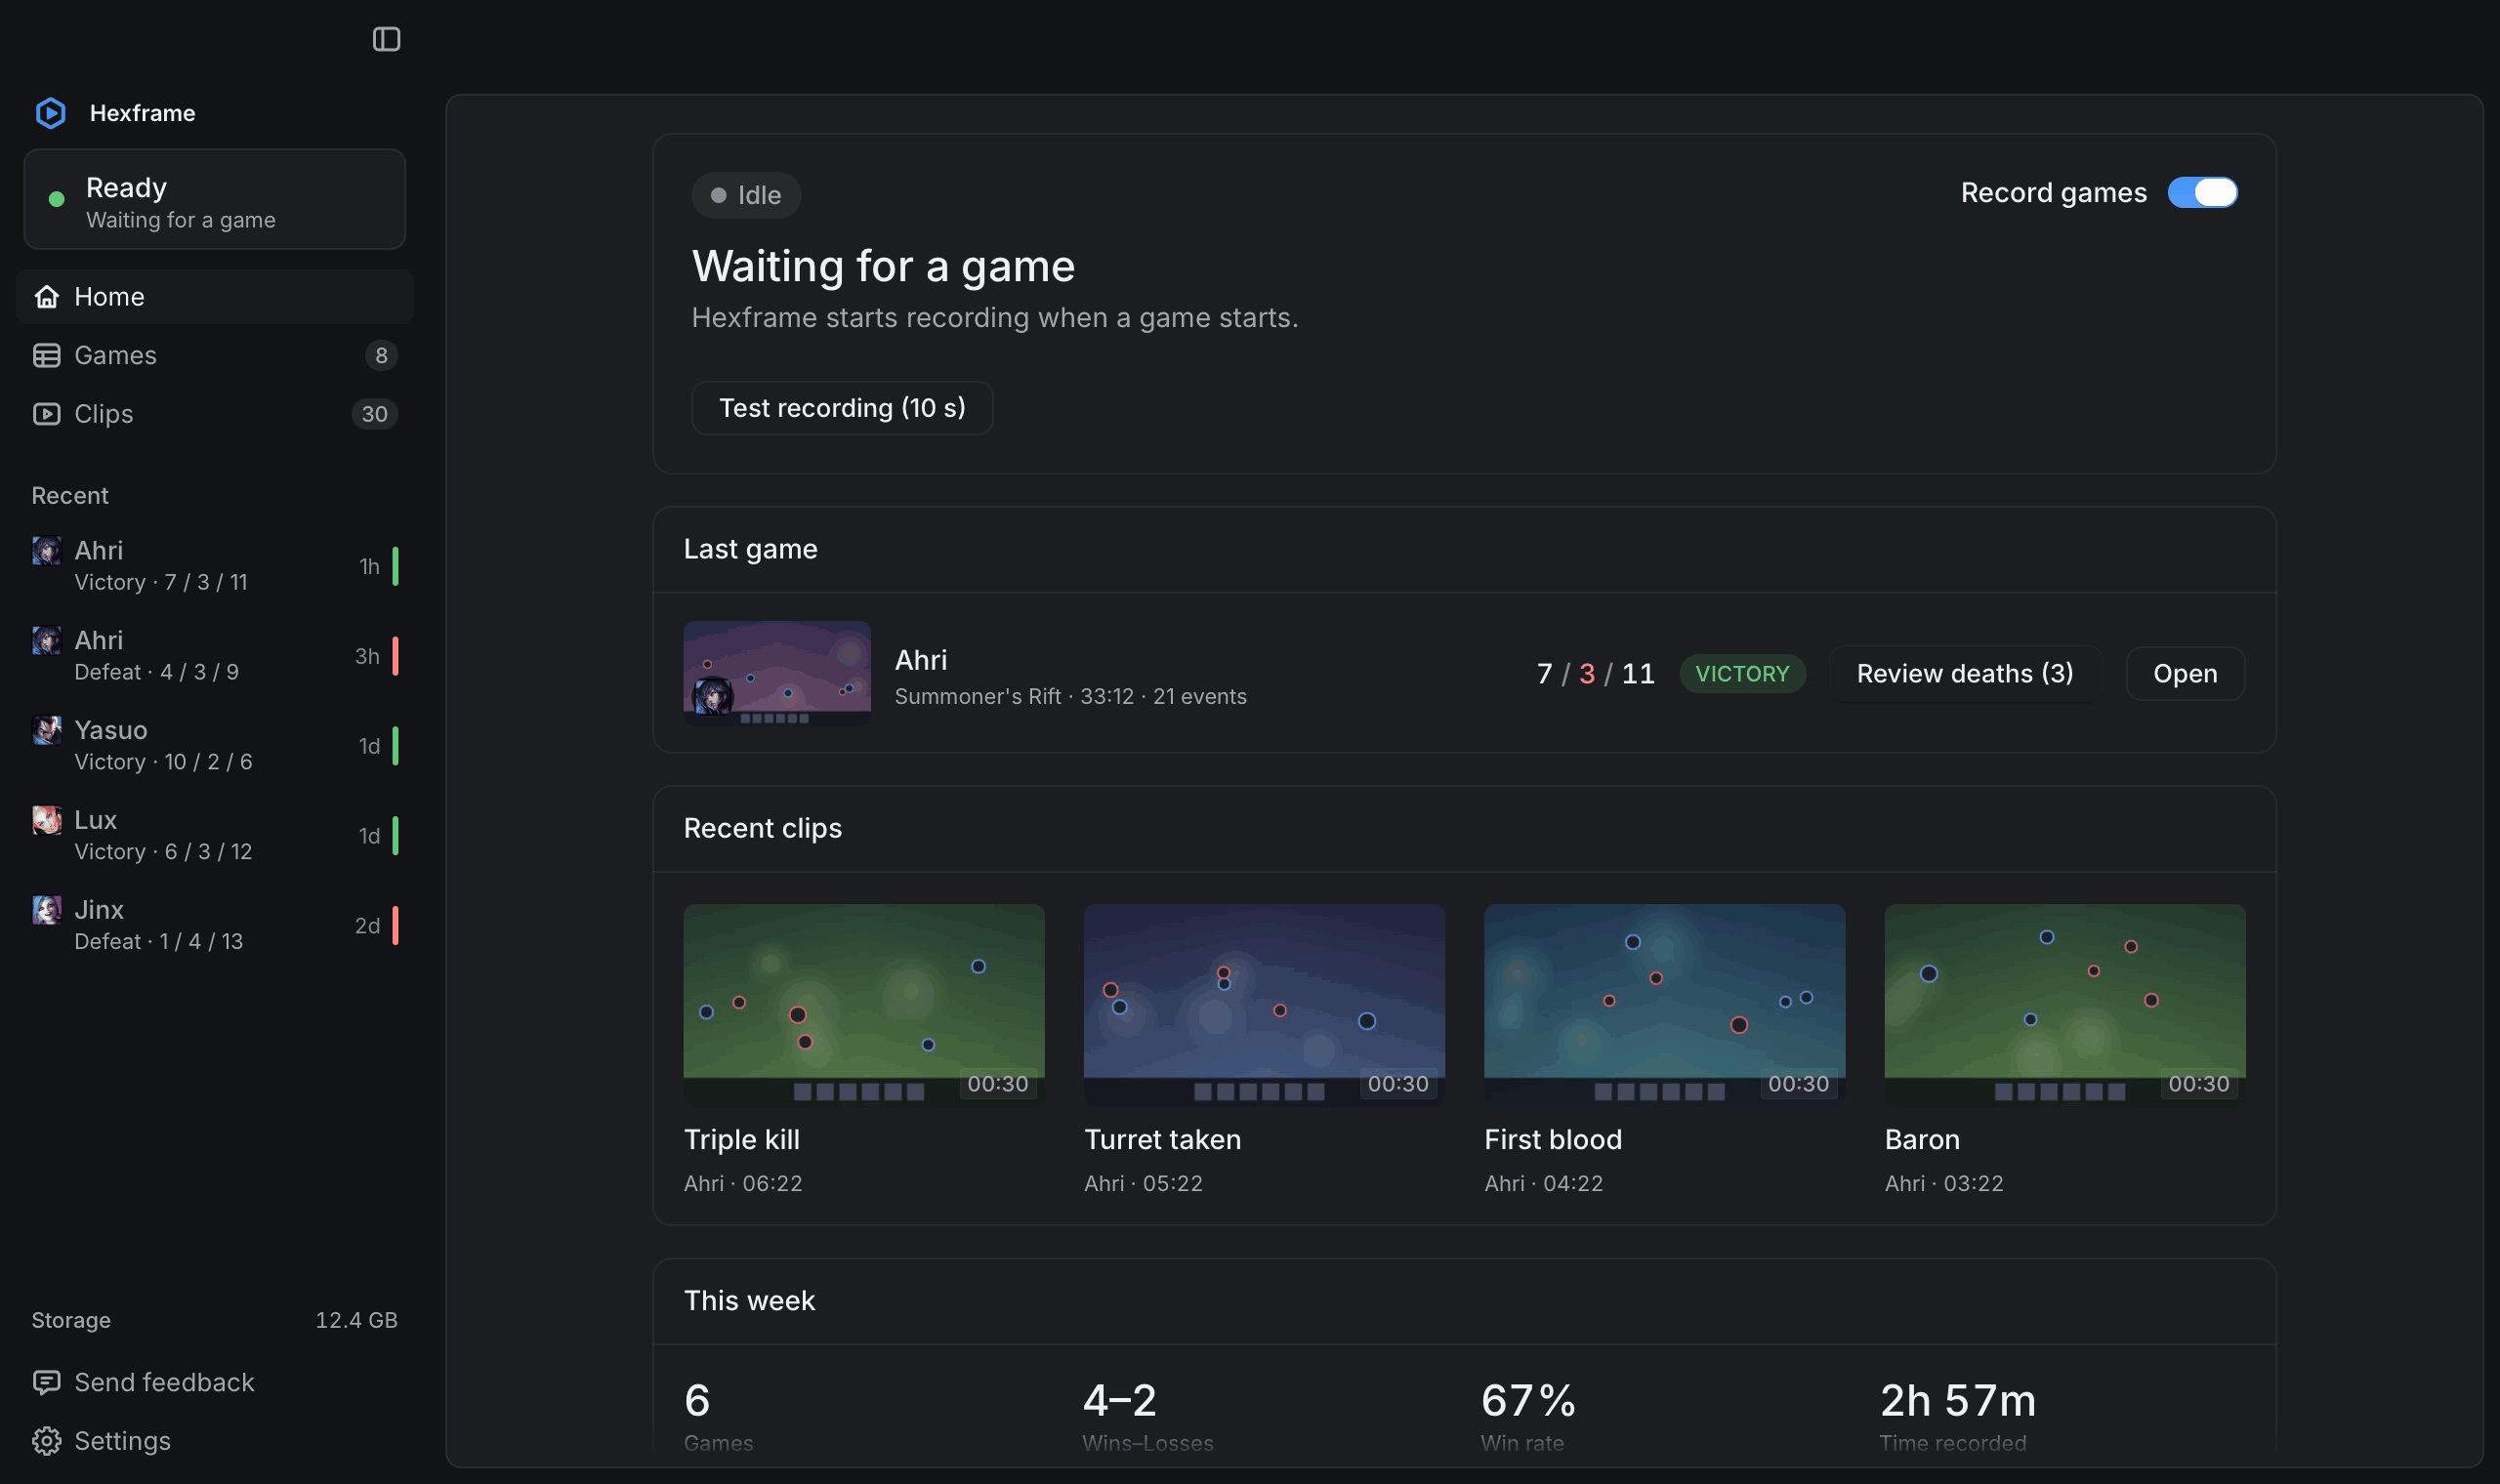 Hexframe
Ready
Waiting for a game
Home
Games 8
Clips 30
Recent
Ahri
Victory · 7 / 3 / 11
1h
Ahri
Defeat · 4 / 3 / 9
3h
Yasuo
Victory · 10 / 2 / 6
1d
Lux
Victory · 6 / 3 / 12
1d
Jinx
Defeat · 1 / 4 / 13
2d
Storage 12.4 GB
Send feedback
Settings
Idle
Record games
Waiting for a game
Hexframe starts recording when a game starts.
Test recording (10 s)
Last game
Ahri
Summoner's Rift · 33:12 · 21 events
7 / 3 / 11
VICTORY
Review deaths (3)
Open
Recent clips
00:30
Triple kill
Ahri · 06:22
00:30
Turret taken
Ahri · 05:22
00:30
First blood
Ahri · 04:22
00:30
Baron
Ahri · 03:22
This week
6
Games
4–2
Wins–Losses
67%
Win rate
2h 57m
Time recorded